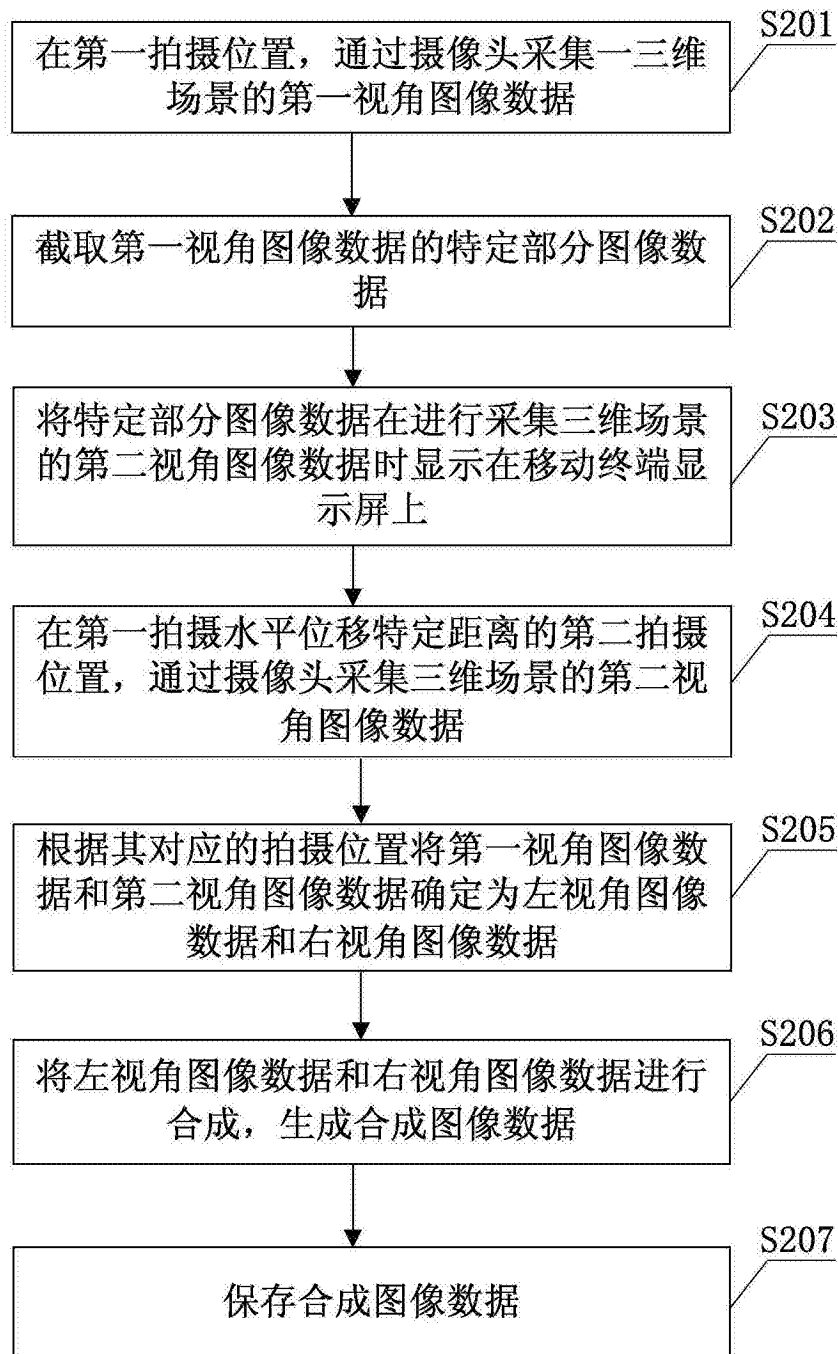 S201
在第一拍摄位置，通过摄像头采集一三维
场景的第一视角图像数据
S202
截取第一视角图像数据的特定部分图像数
据
S203
将特定部分图像数据在进行采集三维场景
的第二视角图像数据时显示在移动终端显
示屏上
S204
在第一拍摄水平位移特定距离的第二拍摄
位置，通过摄像头采集三维场景的第二视
角图像数据
S205
根据其对应的拍摄位置将第一视角图像数
据和第二视角图像数据确定为左视角图像
数据和右视角图像数据
S206
将左视角图像数据和右视角图像数据进行
合成，生成合成图像数据
S207
保存合成图像数据